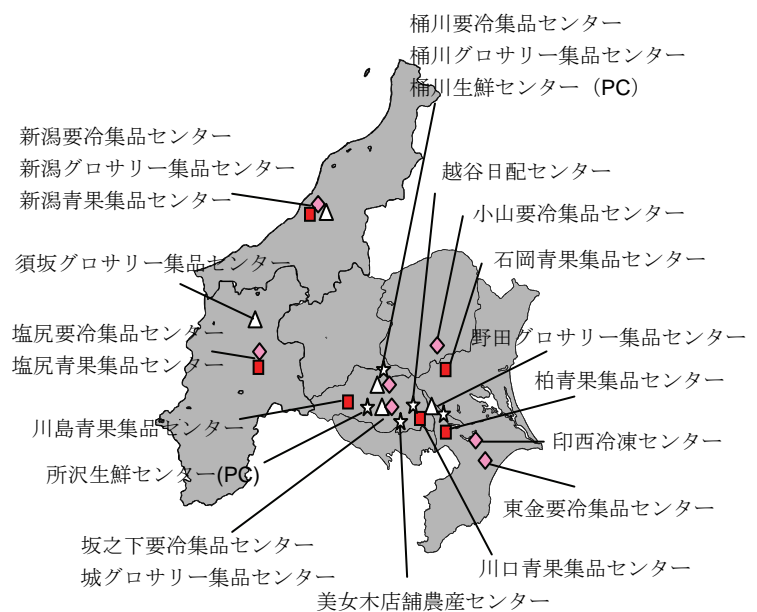 桶川要冷集品センター
桶川グロサリー集品センター
桶川生鮮センター（PC）
新潟要冷集品センター
新潟グロサリー集品センター
新潟青果集品センター
越谷日配センター
小山要冷集品センター
須坂グロサリー集品センター
石岡青果集品センター
塩尻要冷集品センター
塩尻青果集品センター
野田グロサリー集品センター
柏青果集品センター
川島青果集品センター
印西冷凍センター
所沢生鮮センター(PC)
東金要冷集品センター
坂之下要冷集品センター
城グロサリー集品センター
川口青果集品センター
美女木店舗農産センター